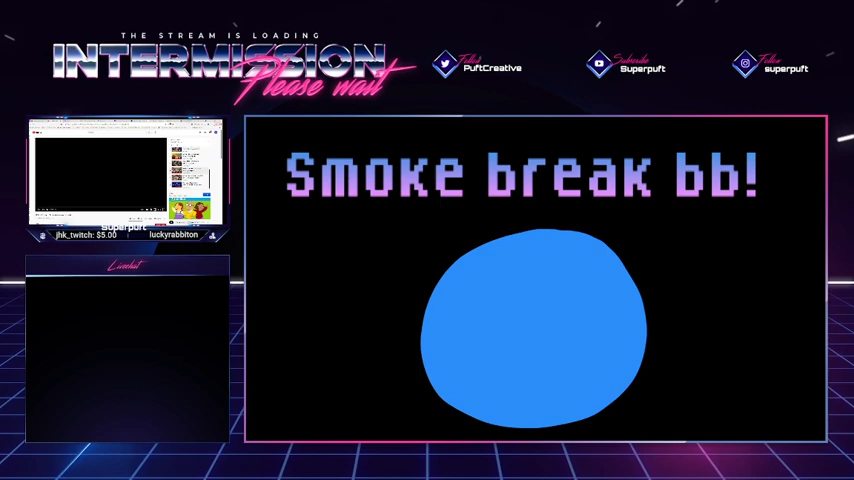 THE STREAM IS LOADING
INTERMISSION
Please wait
Follow
PuftCreative
Subscribe
Superpuft
Follow
superpuft
Smoke break bb!
Superpuft
jhk_twitch: $5.00
luckyrabbiton
Livechat